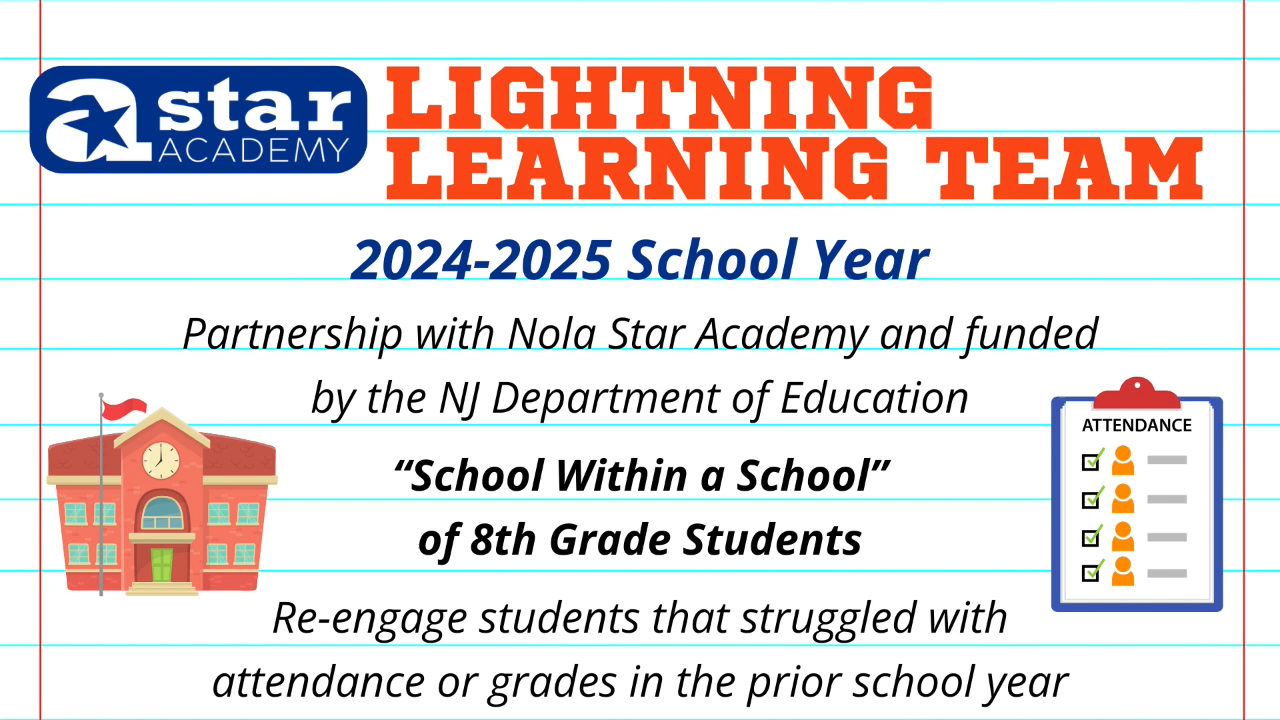 a star
ACADEMY
LIGHTNING
LEARNING TEAM
2024-2025 School Year
Partnership with Nola Star Academy and funded
by the NJ Department of Education
“School Within a School”
of 8th Grade Students
Re-engage students that struggled with
attendance or grades in the prior school year
ATTENDANCE